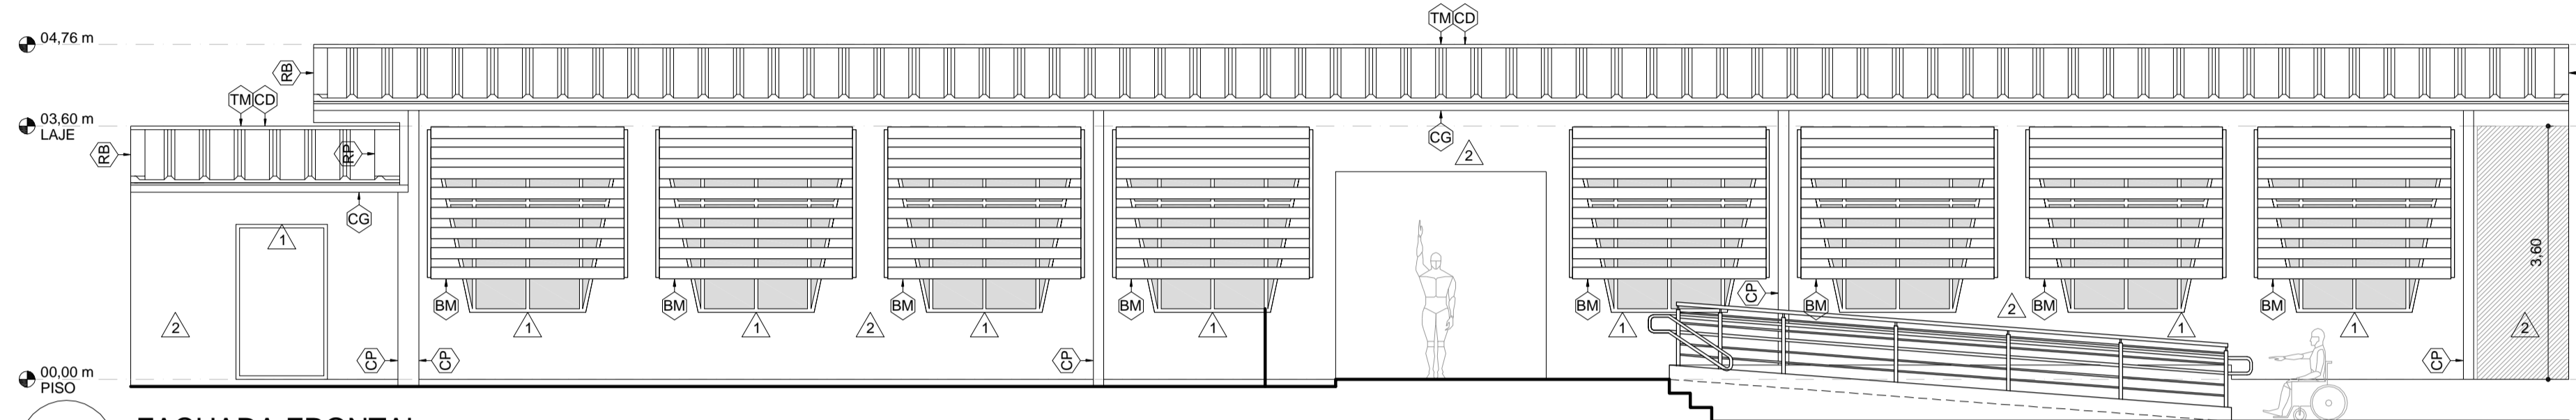 TM CD
04,76 m
RB
TM CD
03,60 m
LAJE
CG
2
RB
RP
CG
1
3,60
BM
BM
BM
BM
BM
CP
BM
2
BM
BM
2
1
1
2
1
1
1
1
1
2
CP
CP
CP
CP
00,00 m
PISO
FACHADA FRONTAL